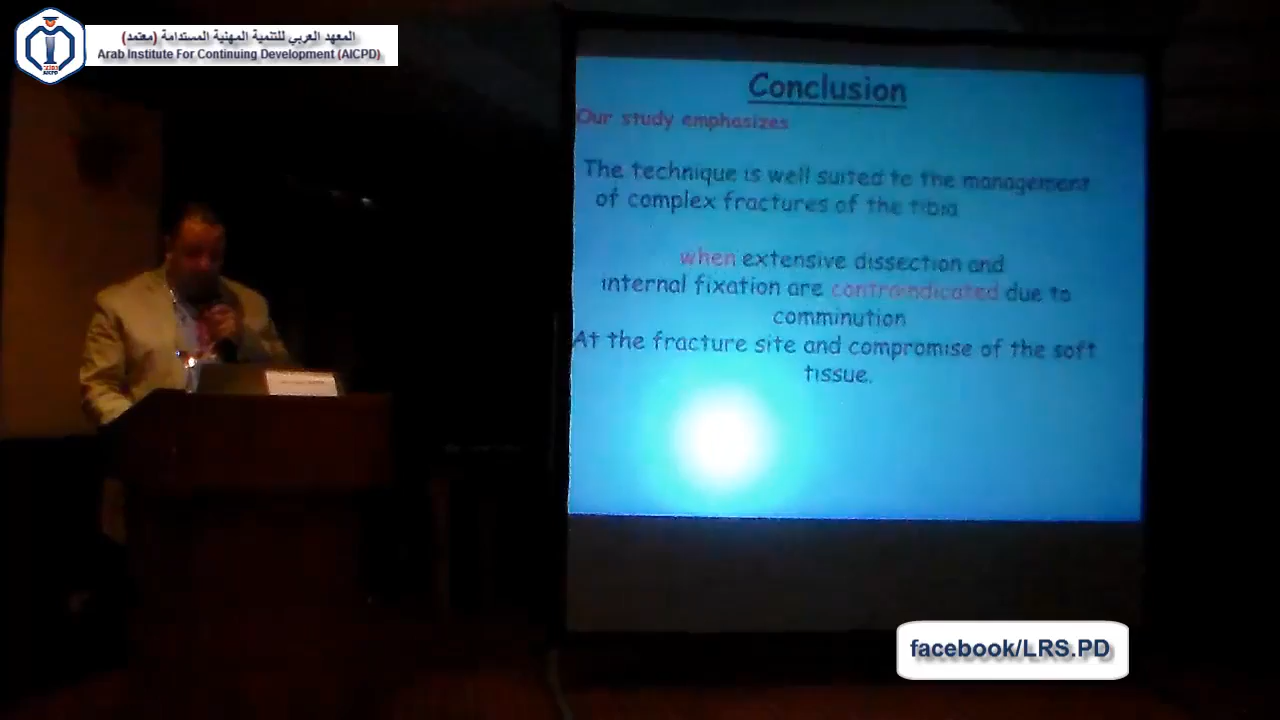 المعهد العربي للتنمية المهنية المستدامة (معتمد)
Arab Institute For Continuing Development (AICPD)
AICPD
Conclusion
Our study emphasizes
The technique is well suited to the management
of complex fractures of the tibia
when extensive dissection and
internal fixation are contraindicated due to
comminution
At the fracture site and compromise of the soft
tissue.
facebook/LRS.PD